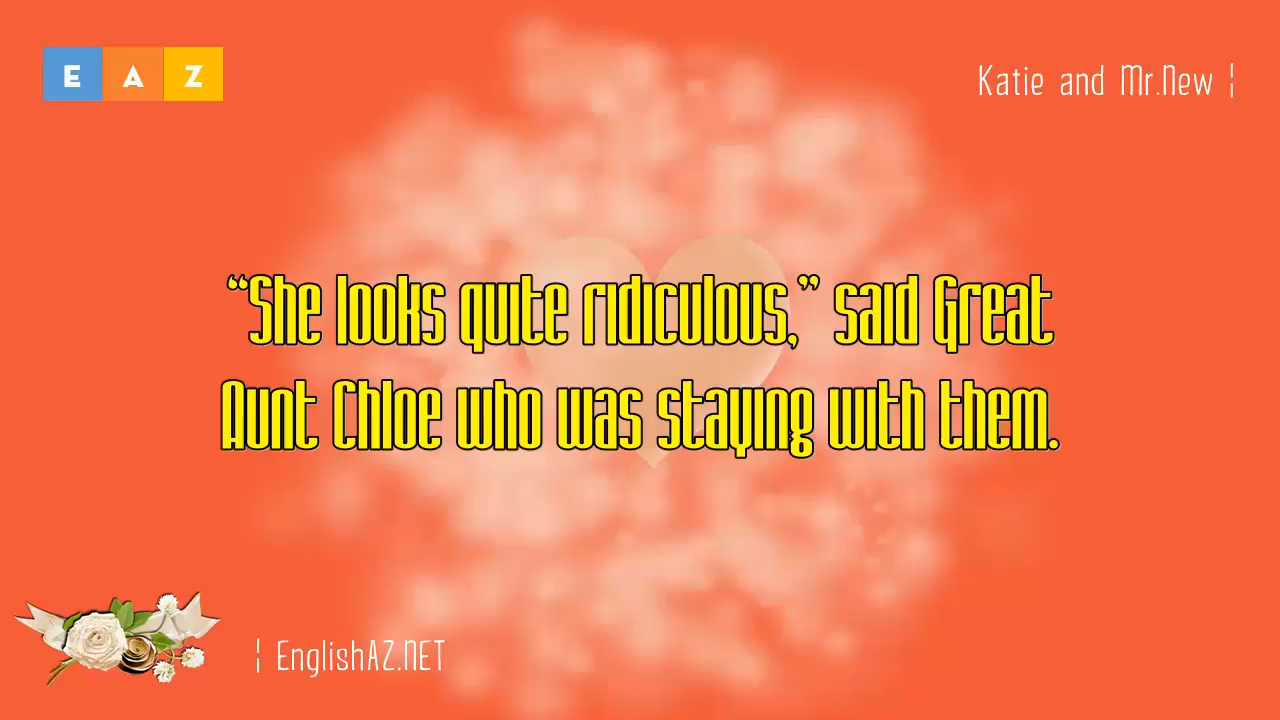 E A Z
Katie and Mr.New ¦
“She looks quite ridiculous,” said Great
Aunt Chloe who was staying with them.
¦ EnglishAZ.NET